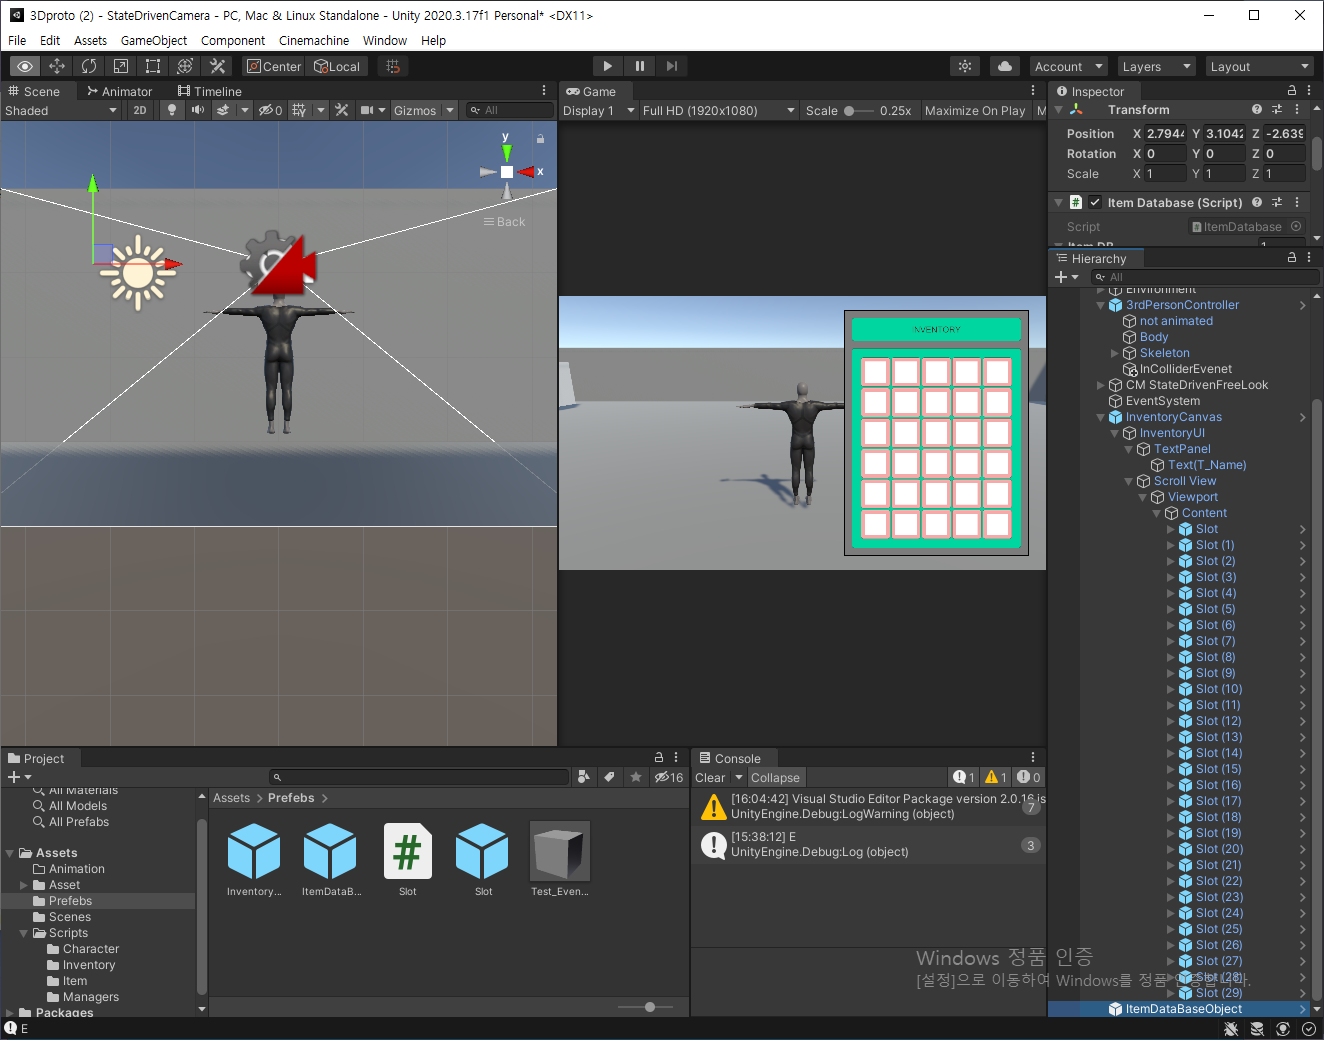 3Dproto (2) - StateDrivenCamera - PC, Mac & Linux Standalone - Unity 2020.3.17f1 Personal* <DX11>
File Edit Assets GameObject Component Cinemachine Window Help
Center Local Account Layers Layout
Scene Animator Timeline
Shaded 2D 0 Gizmos All
y
x
Back
Game
Display 1 Full HD (1920x1080) Scale 0.25x Maximize On Play M
INVENTORY
Inspector
Transform
Position X 2.7944 Y 3.1042 Z -2.639
Rotation X 0 Y 0 Z 0
Scale X 1 Y 1 Z 1
# Item Database (Script)
Script ItemDatabase
Item DB 1
Hierarchy
All
Environment
3rdPersonController
not animated
Body
Skeleton
InColliderEvenet
CM StateDrivenFreeLook
EventSystem
InventoryCanvas
InventoryUI
TextPanel
Text(T_Name)
Scroll View
Viewport
Content
Slot
Slot (1)
Slot (2)
Slot (3)
Slot (4)
Slot (5)
Slot (6)
Slot (7)
Slot (8)
Slot (9)
Slot (10)
Slot (11)
Slot (12)
Slot (13)
Slot (14)
Slot (15)
Slot (16)
Slot (17)
Slot (18)
Slot (19)
Slot (20)
Slot (21)
Slot (22)
Slot (23)
Slot (24)
Slot (25)
Slot (26)
Slot (27)
Slot (28)
Slot (29)
ItemDataBaseObject
Project
16
All Materials
All Models
All Prefabs
Assets
Animation
Asset
Prefebs
Scenes
Scripts
Character
Inventory
Item
Managers
Packages
Assets > Prefebs >
Inventory... ItemDataB... Slot Slot Test_Even...
Console
Clear Collapse 1 1 0
[16:04:42] Visual Studio Editor Package version 2.0.16 is
UnityEngine.Debug:LogWarning (object)
7
[15:38:12] E
UnityEngine.Debug:Log (object)
3
Windows 정품 인증
[설정]으로 이동하여 Windows를 정품 인증합니다.
E